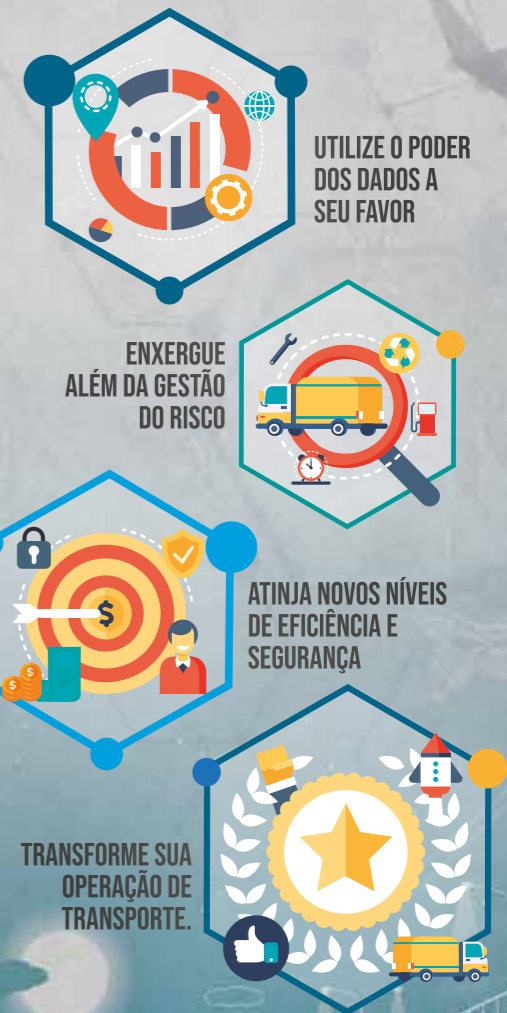 UTILIZE O PODER
DOS DADOS A
SEU FAVOR
ENXERGUE
ALÉM DA GESTÃO
DO RISCO
$
$
$
ATINJA NOVOS NÍVEIS
DE EFICIÊNCIA E
SEGURANÇA
TRANSFORME SUA
OPERAÇÃO DE
TRANSPORTE.